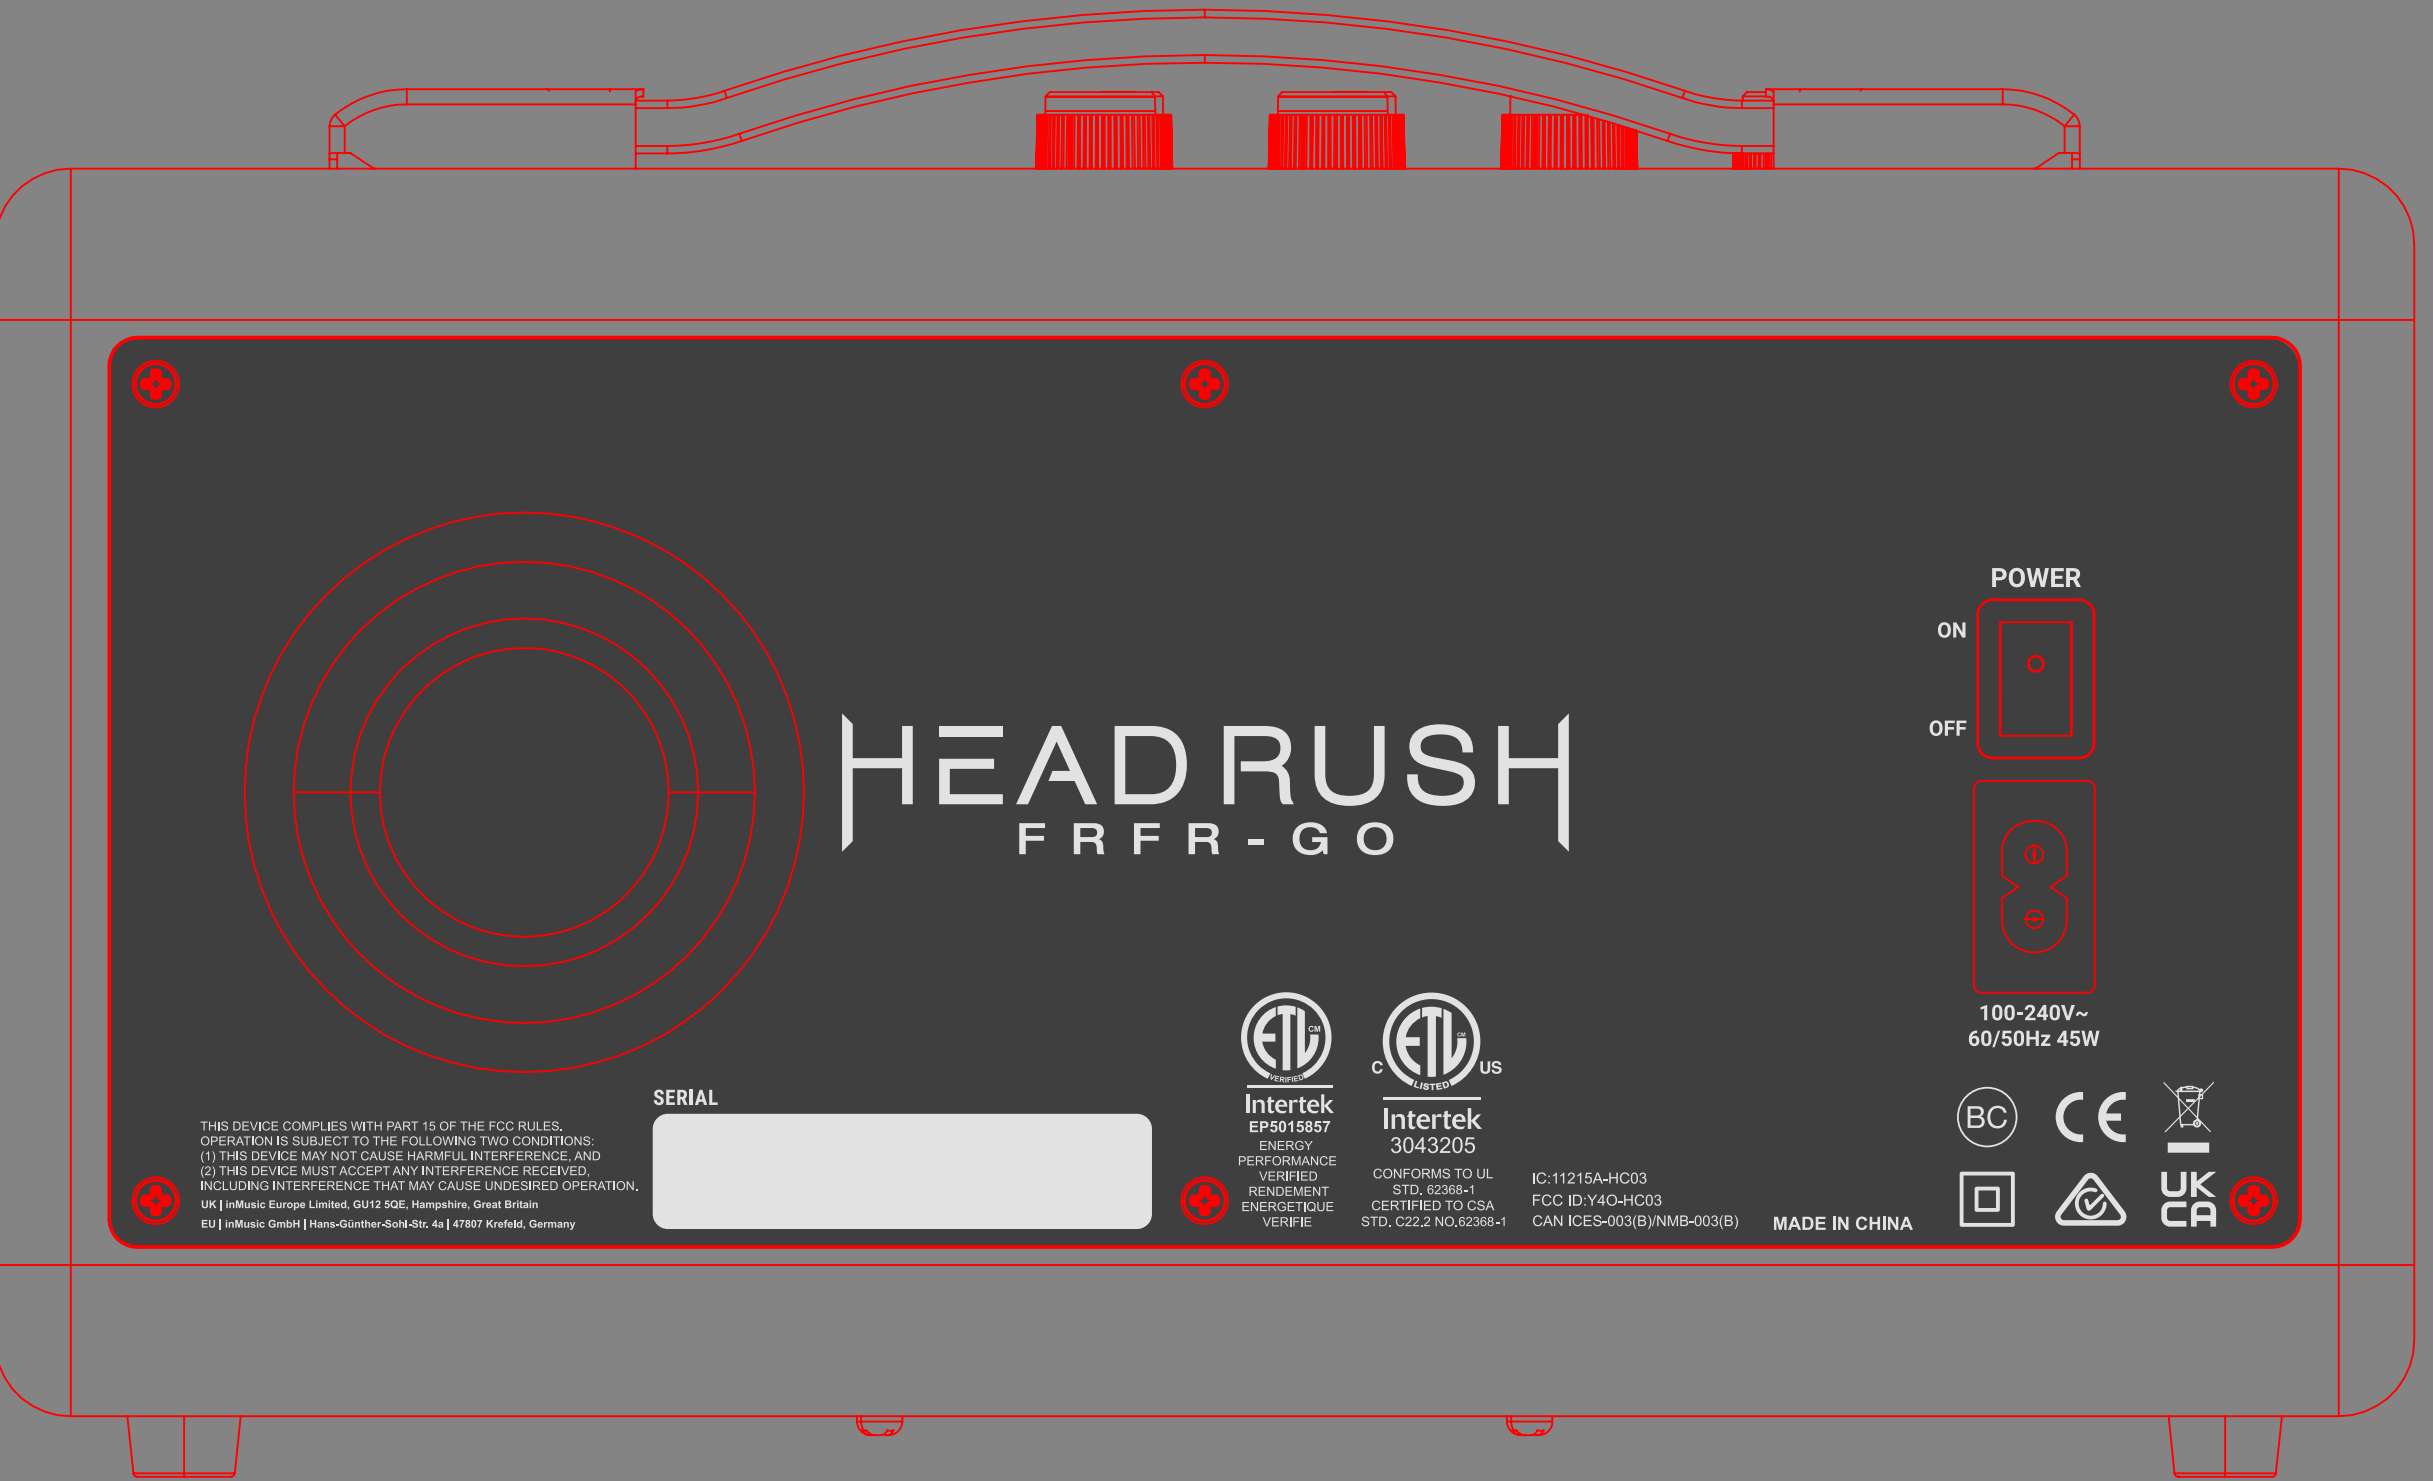 POWER
ON
OFF
HEADRUSH
FRFR-GO
100-240V~
60/50Hz 45W
SERIAL
THIS DEVICE COMPLIES WITH PART 15 OF THE FCC RULES.
OPERATION IS SUBJECT TO THE FOLLOWING TWO CONDITIONS:
(1) THIS DEVICE MAY NOT CAUSE HARMFUL INTERFERENCE, AND
(2) THIS DEVICE MUST ACCEPT ANY INTERFERENCE RECEIVED,
INCLUDING INTERFERENCE THAT MAY CAUSE UNDESIRED OPERATION.
UK | inMusic Europe Limited, GU12 5QE, Hampshire, Great Britain
EU | inMusic GmbH | Hans-Günther-Sohl-Str. 4a | 47807 Krefeld, Germany
ETL CM
VERIFIED
Intertek
EP5015857
ENERGY
PERFORMANCE
VERIFIED
RENDEMENT
ENERGETIQUE
VERIFIE
ETL CM
C US
LISTED
Intertek
3043205
CONFORMS TO UL
STD. 62368-1
CERTIFIED TO CSA
STD. C22.2 NO.62368-1
IC:11215A-HC03
FCC ID:Y4O-HC03
CAN ICES-003(B)/NMB-003(B)
MADE IN CHINA
BC
CE
UK
CA